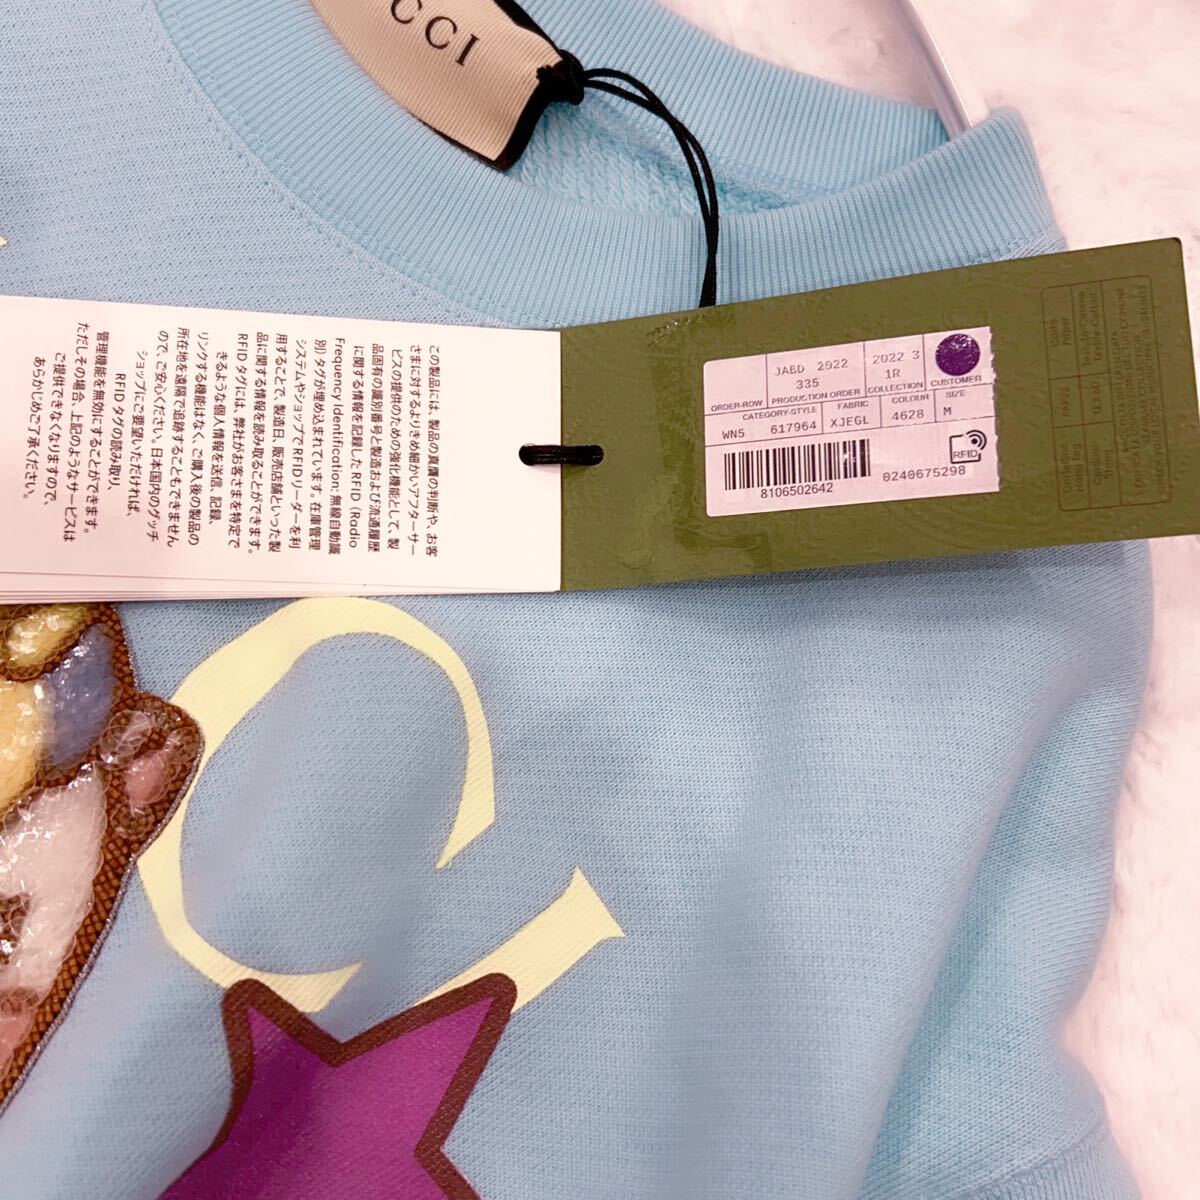 CCI
この製品には、製品の真贋の判断や、お客
さまに対するよりきめ細かいアフターサー
ビスの提供のための強化機能として、製
品固有の識別番号と製造および流通履歴
に関する情報を記録したRFID（Radio
Frequency Identification: 無線自動識
別）タグが埋め込まれています。在庫管理
システムやショップでRFIDリーダーを利
用することで、製造日、販売店舗といった製
品に関する情報を読み取ることができます。
RFIDタグには、弊社がお客さまを特定で
きるような個人情報を送信、記録、
リンクする機能はなく、ご購入後の製品の
所在地を遠隔で追跡することもできません
ので、ご安心ください。日本国内のグッチ
ショップにご要望いただければ、
RFIDタグの読み取り、
管理機能を無効にすることができます。
ただしその場合、上記のようなサービスは
ご提供できなくなりますので、
あらかじめご了承ください。
JABD 2022
335
2022 3
1R
ORDER-ROW PRODUCTION ORDER COLLECTION CUSTOMER
CATEGORY-STYLE FABRIC COLOUR SIZE
WN5 617964 XJEGL 4628 M
8106502642
0240675298
RFID